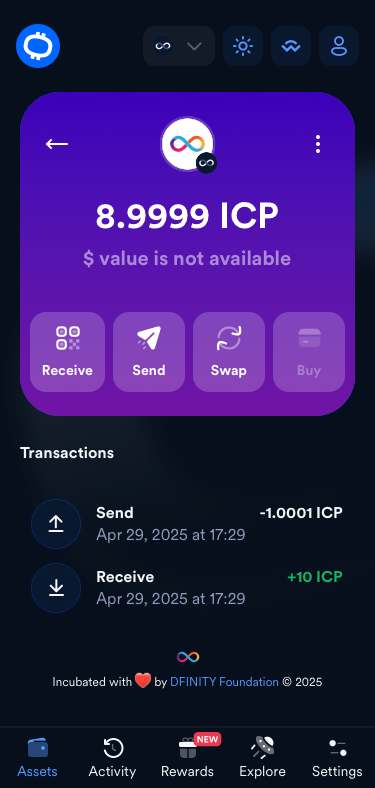 8.9999 ICP
$ value is not available
Receive Send Swap Buy
Transactions
Send -1.0001 ICP
Apr 29, 2025 at 17:29
Receive +10 ICP
Apr 29, 2025 at 17:29
Incubated with ❤️ by DFINITY Foundation © 2025
NEW
Assets Activity Rewards Explore Settings